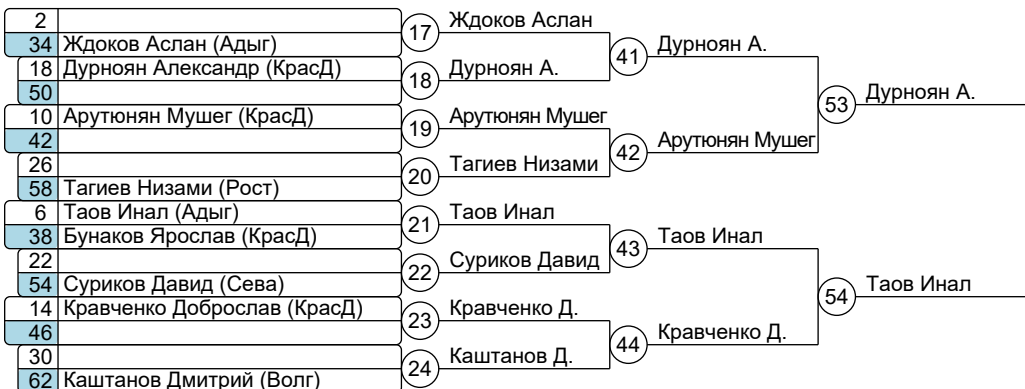 2
34 Ждоков Аслан (Адыг)
18 Дурноян Александр (КрасД)
50
10 Арутюнян Мушег (КрасД)
42
26
58 Тагиев Низами (Рост)
6 Таов Инал (Адыг)
38 Бунаков Ярослав (КрасД)
22
54 Суриков Давид (Сева)
14 Кравченко Доброслав (КрасД)
46
30
62 Каштанов Дмитрий (Волг)
17 Ждоков Аслан
18 Дурноян А.
19 Арутюнян Мушег
20 Тагиев Низами
21 Таов Инал
22 Суриков Давид
23 Кравченко Д.
24 Каштанов Д.
41 Дурноян А.
42 Арутюнян Мушег
43 Таов Инал
44 Кравченко Д.
53 Дурноян А.
54 Таов Инал